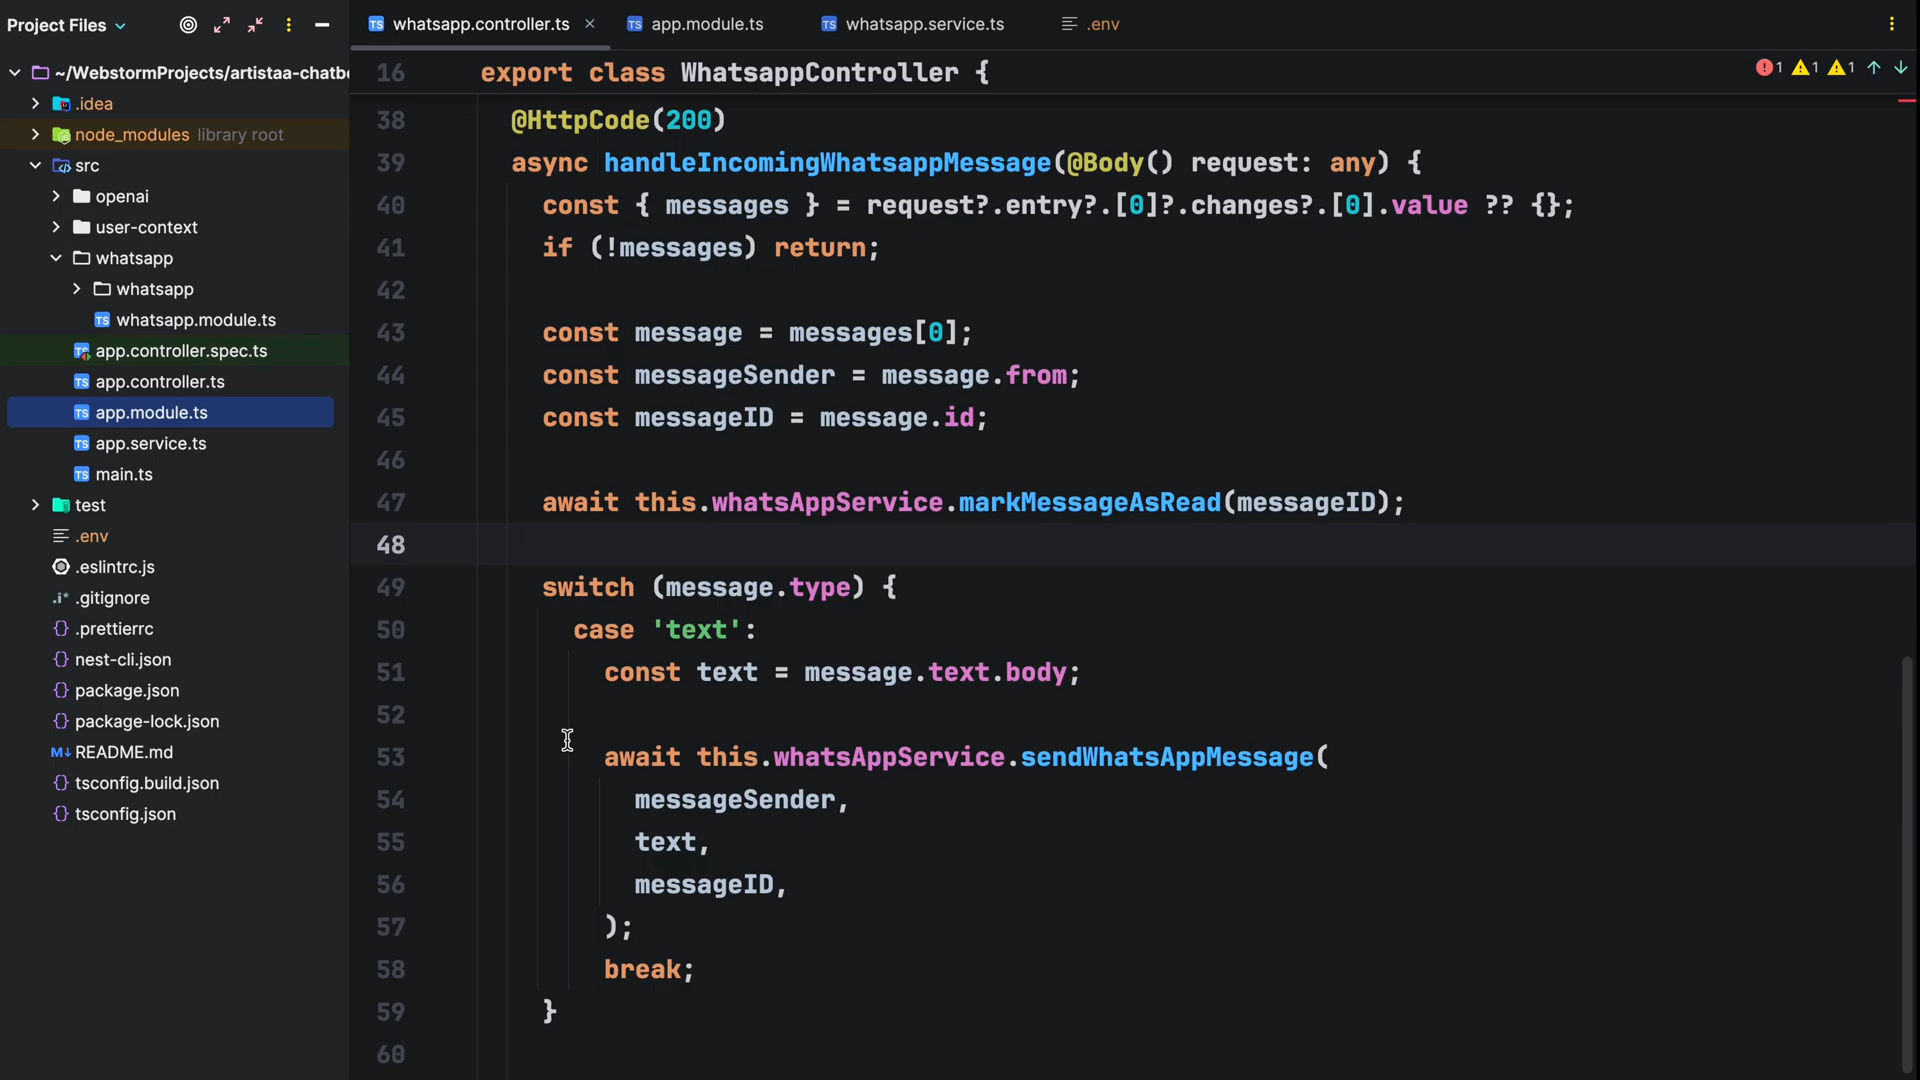 Project Files
whatsapp.controller.ts
app.module.ts
whatsapp.service.ts
.env
~/WebstormProjects/artistaa-chatb
.idea
node_modules library root
src
openai
user-context
whatsapp
whatsapp
whatsapp.module.ts
app.controller.spec.ts
app.controller.ts
app.module.ts
app.service.ts
main.ts
test
.env
.eslintrc.js
.gitignore
.prettierrc
nest-cli.json
package.json
package-lock.json
README.md
tsconfig.build.json
tsconfig.json
16 export class WhatsappController {
1 1 1
38 @HttpCode(200)
39 async handleIncomingWhatsappMessage(@Body() request: any) {
40 const { messages } = request?.entry?.[0]?.changes?.[0].value ?? {};
41 if (!messages) return;
42
43 const message = messages[0];
44 const messageSender = message.from;
45 const messageID = message.id;
46
47 await this.whatsAppService.markMessageAsRead(messageID);
48
49 switch (message.type) {
50 case 'text':
51 const text = message.text.body;
52
53 await this.whatsAppService.sendWhatsAppMessage(
54 messageSender,
55 text,
56 messageID,
57 );
58 break;
59 }
60